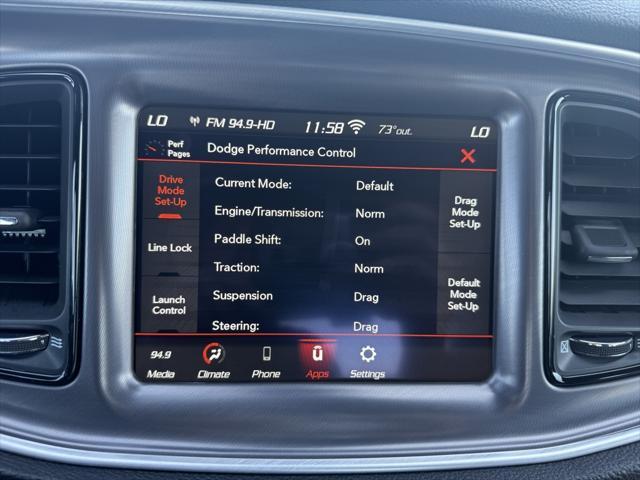 LO FM 94.9-HD 11:58 73°out. LO
Perf
Pages
Dodge Performance Control
Drive
Mode
Set-Up
Line Lock
Launch
Control
Current Mode: Default
Engine/Transmission: Norm
Paddle Shift: On
Traction: Norm
Suspension Drag
Steering: Drag
Drag
Mode
Set-Up
Default
Mode
Set-Up
94.9
Media Climate Phone Apps Settings